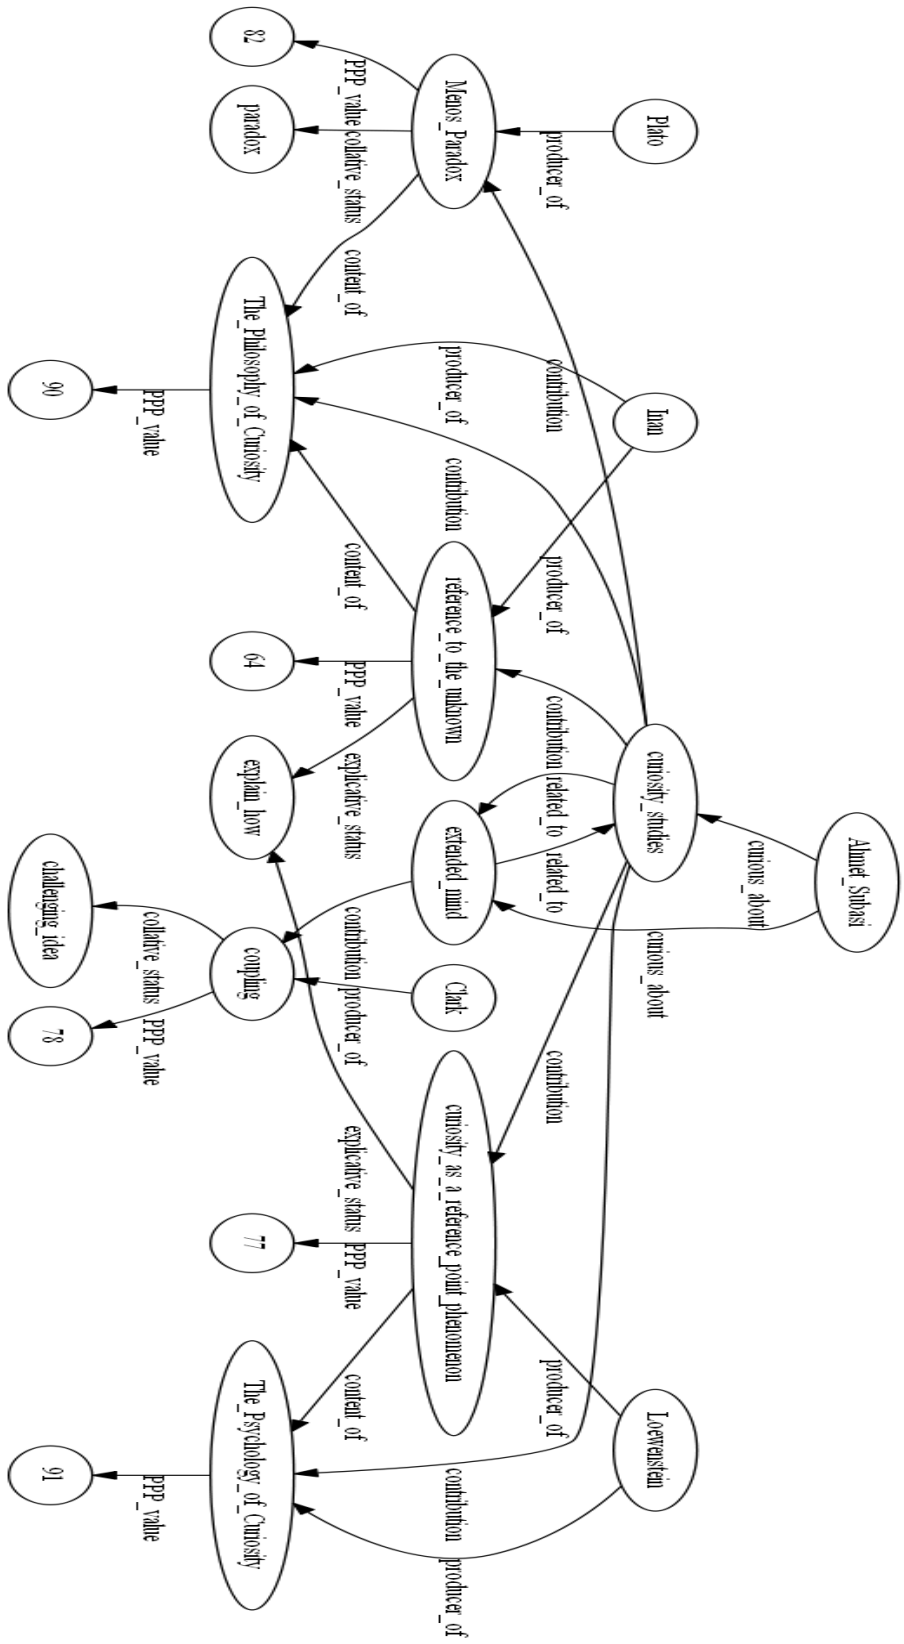 Ahmet_Subasi
curious_about
Plato
Inan
curiosity_studies
curious_about
Loewenstein
producer_of
contribution
producer_of
contribution
related_to
related_to
contribution
producer_of
Menos_Paradox
producer_of
contribution
reference_to_the_unknown
extended_mind
Clark
curiosity_as_a_reference_point_phenomenon
contribution
producer_of
PPP_value
collative_status
content_of
content_of
PPP_value
explicative_status
contribution
producer_of
explicative_status
PPP_value
content_of
82
paradox
The_Philosophy_of_Curiosity
64
explain_how
coupling
77
The_Psychology_of_Curiosity
PPP_value
collative_status
PPP_value
PPP_value
90
challenging_idea
78
91